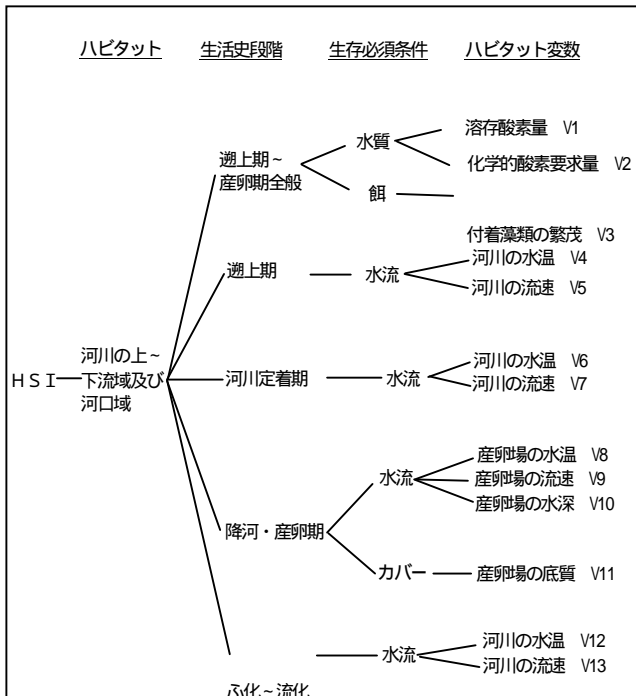 ハビタット 生活史段階 生存必須条件 ハビタット変数
溶存酸素量 V1
水質
遡上期~
産卵期全般
化学的酸素要求量 V2
餌
付着藻類の繁茂 V3
遡上期
水流
河川の水温 V4
河川の流速 V5
HSI
河川の上~
下流域及び
河口域
河川定着期
水流
河川の水温 V6
河川の流速 V7
水流
産卵場の水温 V8
産卵場の流速 V9
産卵場の水深 V10
降河・産卵期
カバー
産卵場の底質 V11
水流
河川の水温 V12
河川の流速 V13
ふ化~流化